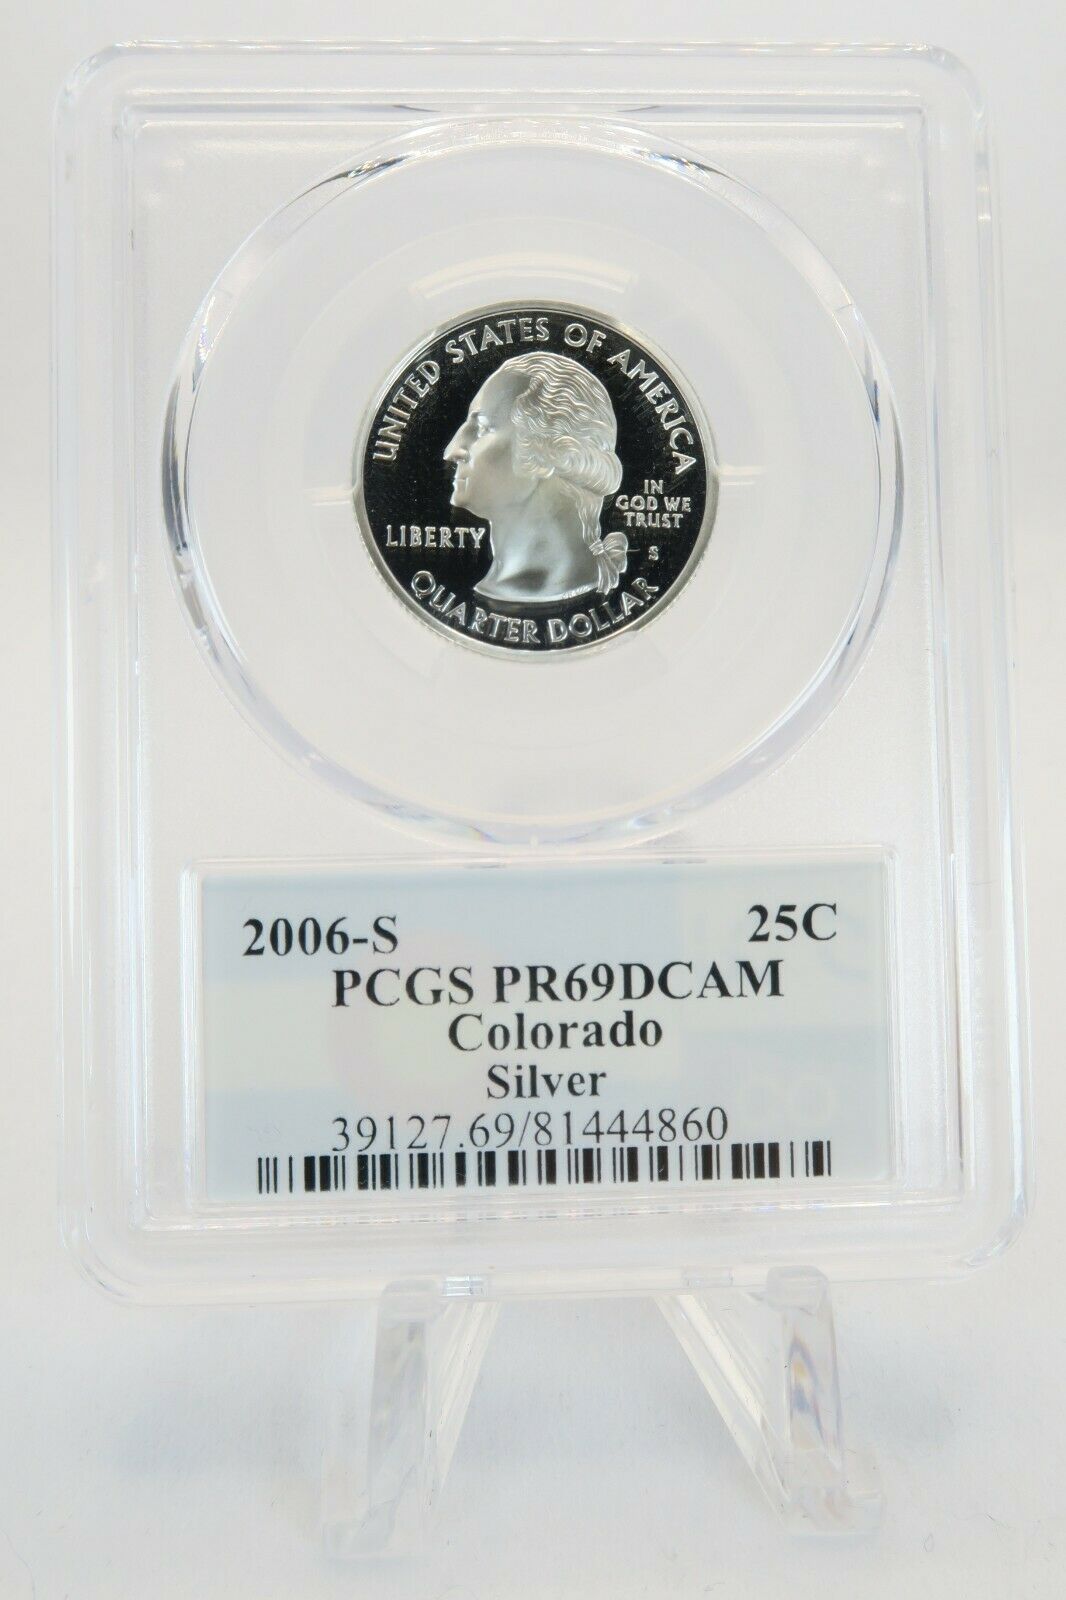 UNITED STATES OF AMERICA
LIBERTY
IN
GOD WE
TRUST
S
QUARTER DOLLAR
2006-S 25C
PCGS PR69DCAM
Colorado
Silver
39127.69/81444860